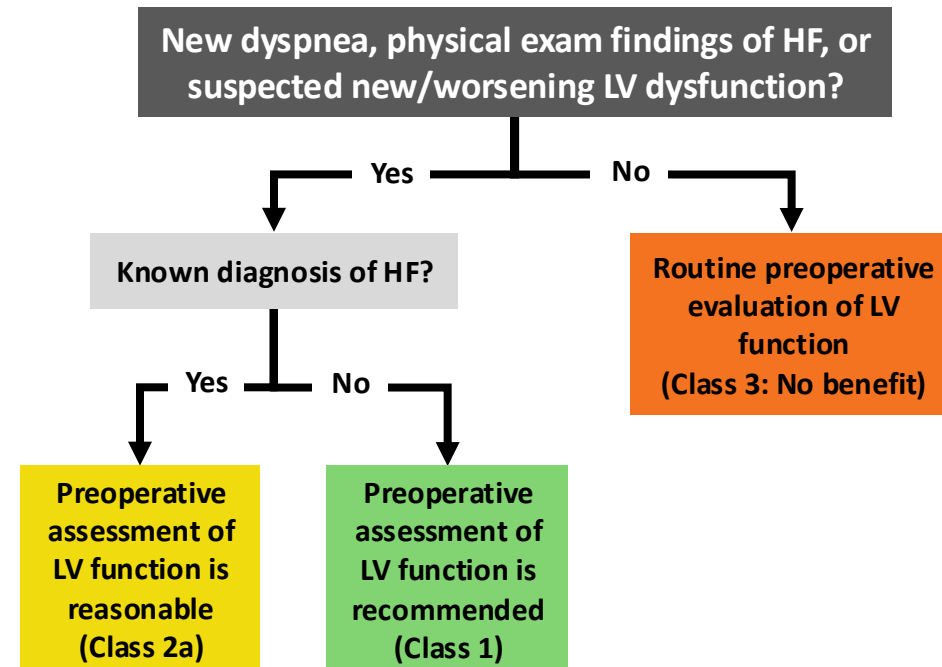 New dyspnea, physical exam findings of HF, or
suspected new/worsening LV dysfunction?
Yes
No
Known diagnosis of HF?
Routine preoperative
evaluation of LV
function
(Class 3: No benefit)
Yes
No
Preoperative
assessment of
LV function is
reasonable
(Class 2a)
Preoperative
assessment of
LV function is
recommended
(Class 1)